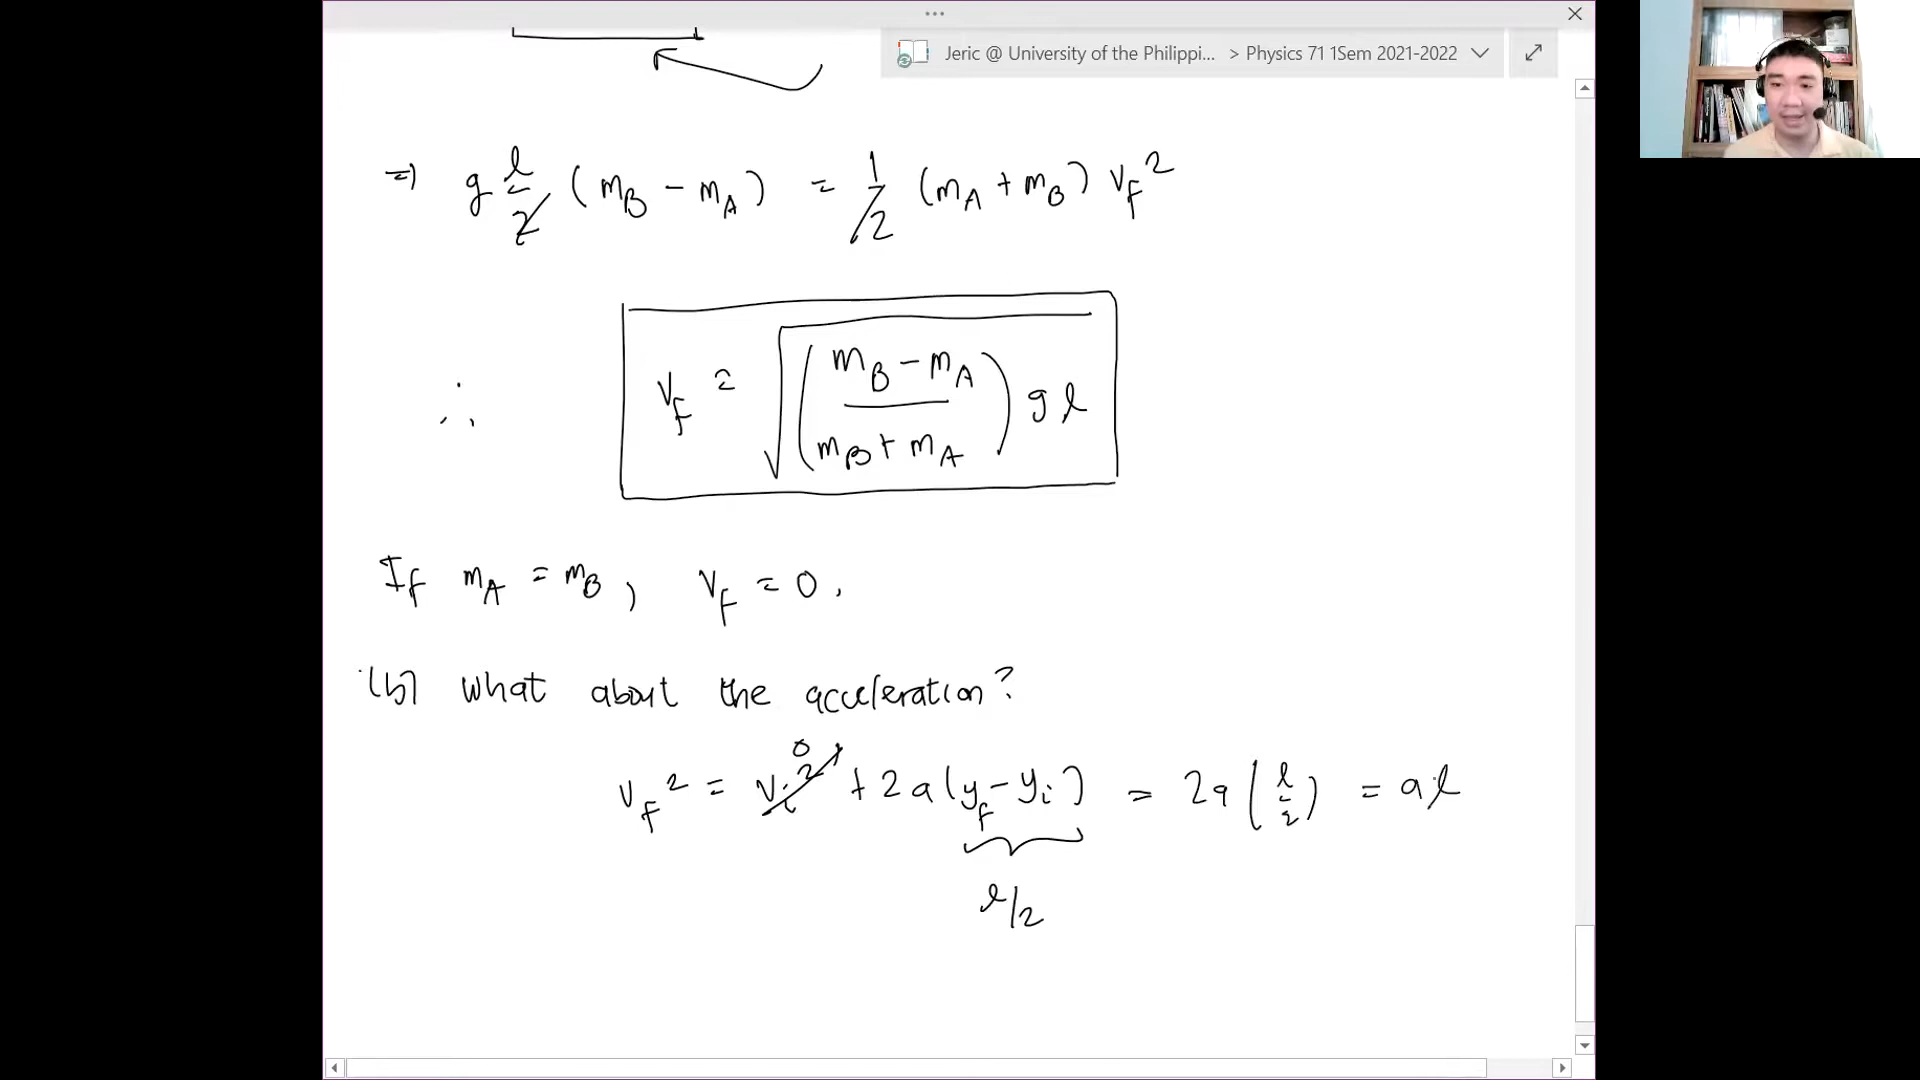 Jeric @ University of the Philippi... > Physics 71 1Sem 2021-2022
=> g l/2 (m_B - m_A) = 1/2 (m_A + m_B) v_f^2
∴ v_f = √((m_B - m_A)/(m_B + m_A)) g l
If m_A = m_B, v_f = 0.
(b) What about the acceleration?
v_f^2 = v_i^2 0 + 2a(y_f - y_i) = 2a(l/2) = al
l/2